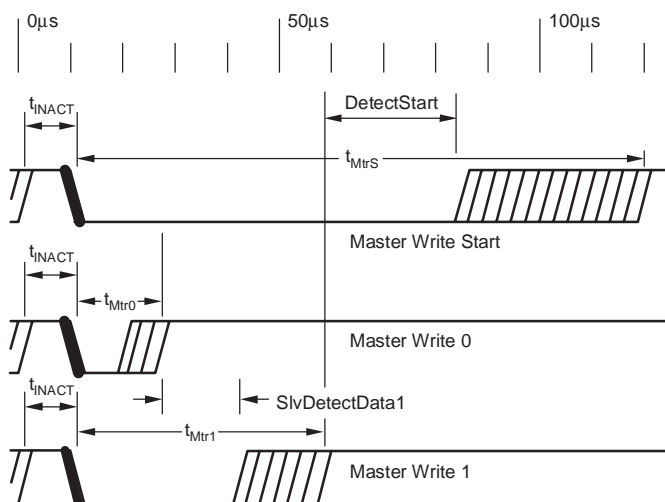 0μs 50μs 100μs
tINACT DetectStart
tMtrS
Master Write Start
tINACT
tMtr0
Master Write 0
tINACT
SlvDetectData1
tMtr1
Master Write 1